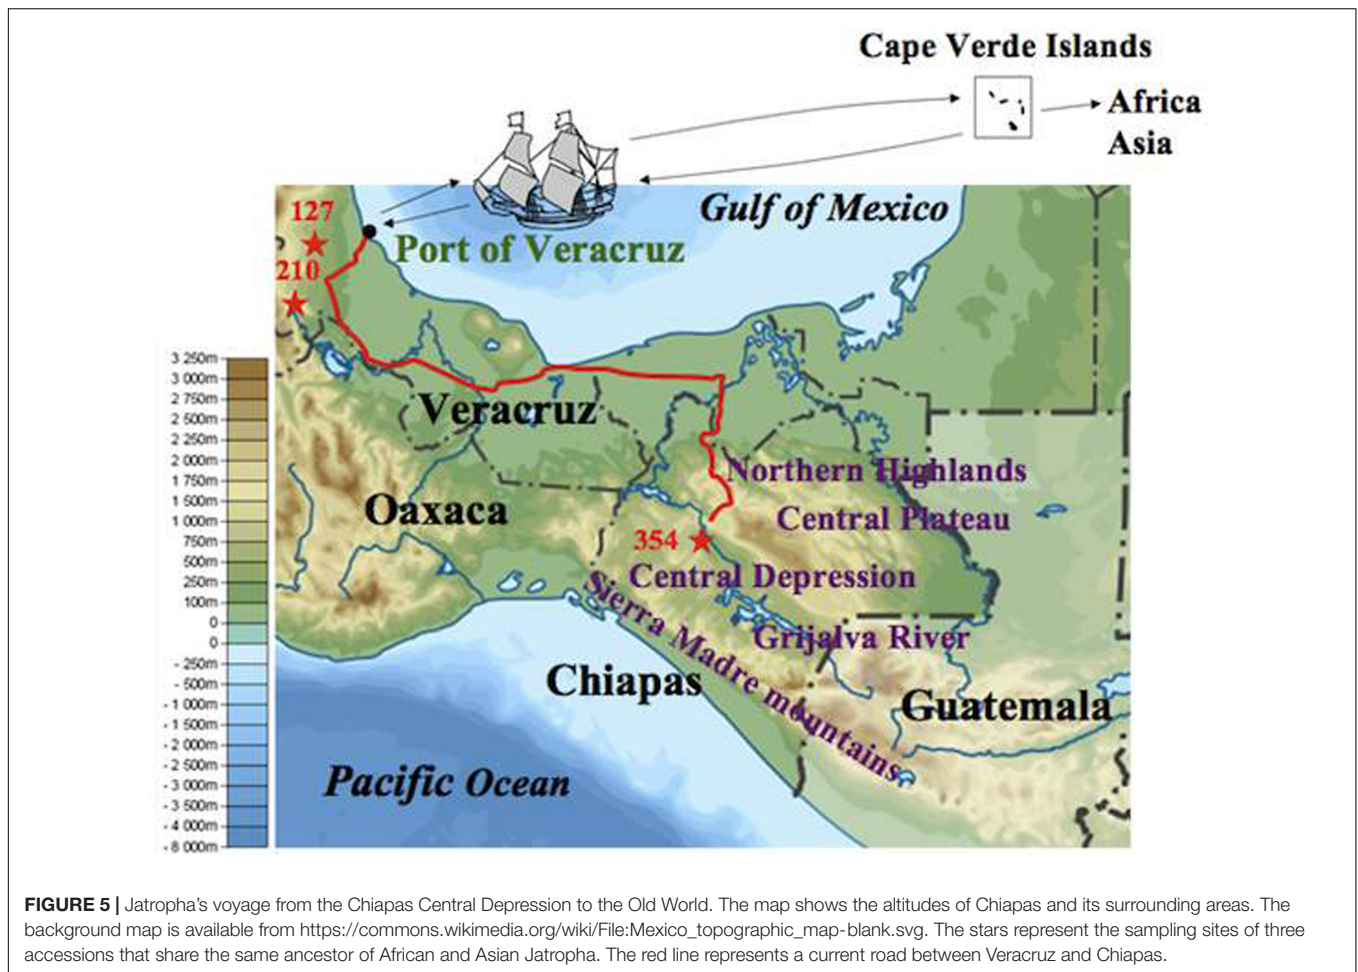 Cape Verde Islands
Africa
Asia
Gulf of Mexico
127
Port of Veracruz
210
3 250m
3 000m
2 750m
2 500m
2 250m
2 000m
1 750m
1 500m
1 000m
750m
500m
250m
100m
0
0
- 250m
- 500m
- 1 000m
- 1 500m
- 2 000m
- 2 500m
- 3 000m
- 3 500m
- 4 000m
- 8 000m
Veracruz
Northern Highlands
Oaxaca
Central Plateau
354
Central Depression
Sierra Madre mountains
Grijalva River
Chiapas
Guatemala
Pacific Ocean
FIGURE 5 | Jatropha's voyage from the Chiapas Central Depression to the Old World. The map shows the altitudes of Chiapas and its surrounding areas. The
background map is available from https://commons.wikimedia.org/wiki/File:Mexico_topographic_map-blank.svg. The stars represent the sampling sites of three
accessions that share the same ancestor of African and Asian Jatropha. The red line represents a current road between Veracruz and Chiapas.